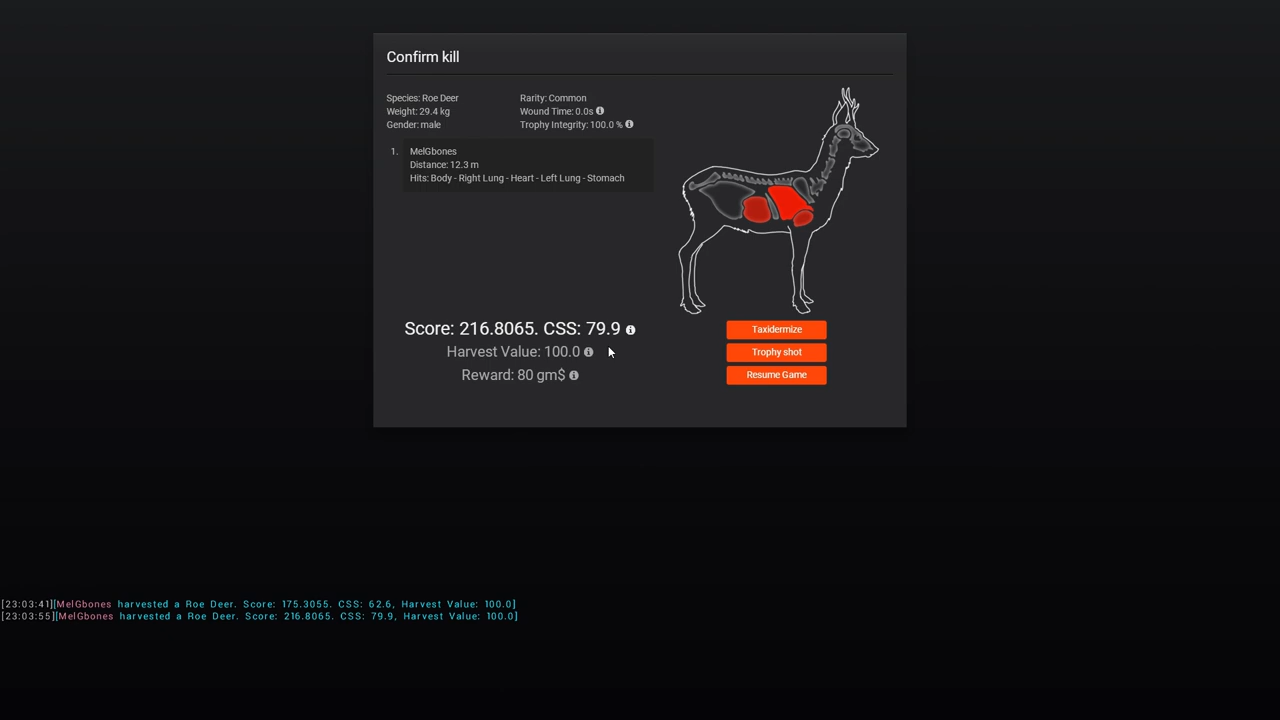 Confirm kill
Species: Roe Deer
Weight: 29.4 kg
Gender: male
Rarity: Common
Wound Time: 0.0s
Trophy Integrity: 100.0 %
1. MelGbones
Distance: 12.3 m
Hits: Body - Right Lung - Heart - Left Lung - Stomach
Score: 216.8065. CSS: 79.9
Harvest Value: 100.0
Reward: 80 gm$
Taxidermize
Trophy shot
Resume Game
[23:03:41][MelGbones harvested a Roe Deer. Score: 175.3055. CSS: 62.6, Harvest Value: 100.0]
[23:03:55][MelGbones harvested a Roe Deer. Score: 216.8065. CSS: 79.9, Harvest Value: 100.0]